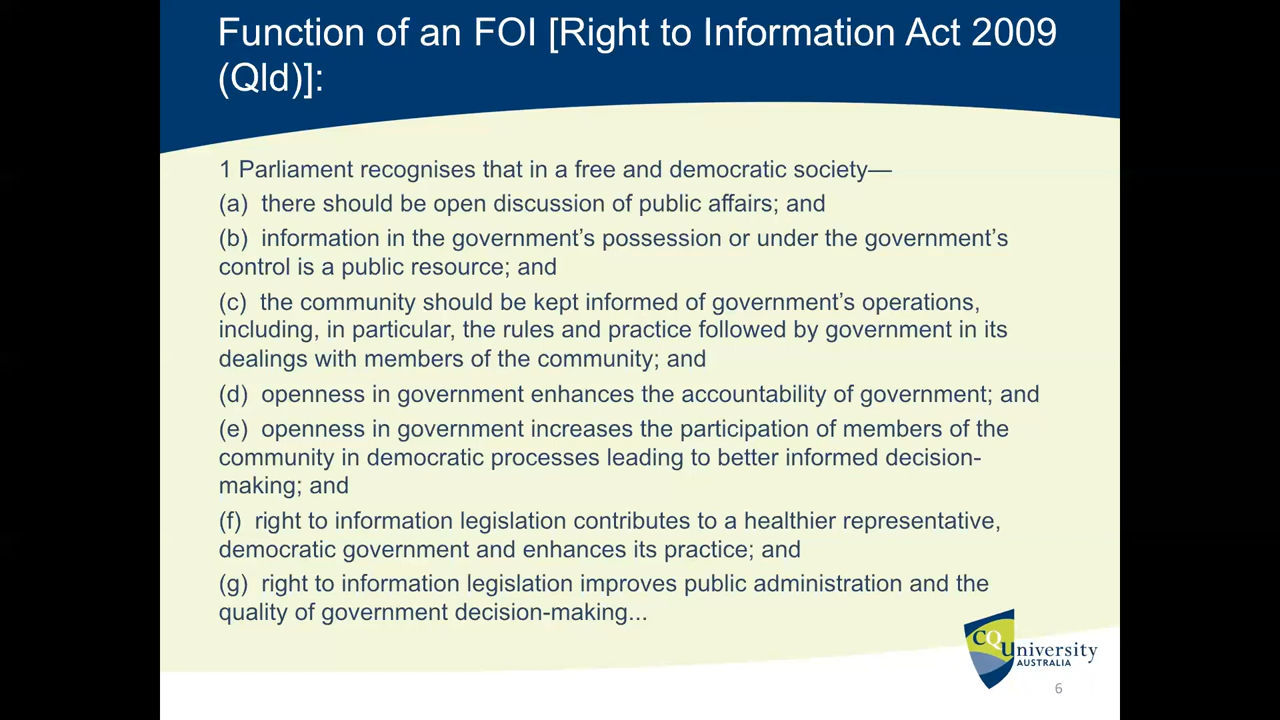 Function of an FOI [Right to Information Act 2009
(Qld)]:
1 Parliament recognises that in a free and democratic society—
(a)  there should be open discussion of public affairs; and
(b)  information in the government’s possession or under the government’s
control is a public resource; and
(c)  the community should be kept informed of government’s operations,
including, in particular, the rules and practice followed by government in its
dealings with members of the community; and
(d)  openness in government enhances the accountability of government; and
(e)  openness in government increases the participation of members of the
community in democratic processes leading to better informed decision-
making; and
(f)  right to information legislation contributes to a healthier representative,
democratic government and enhances its practice; and
(g)  right to information legislation improves public administration and the
quality of government decision-making...
CQUniversity
AUSTRALIA
6